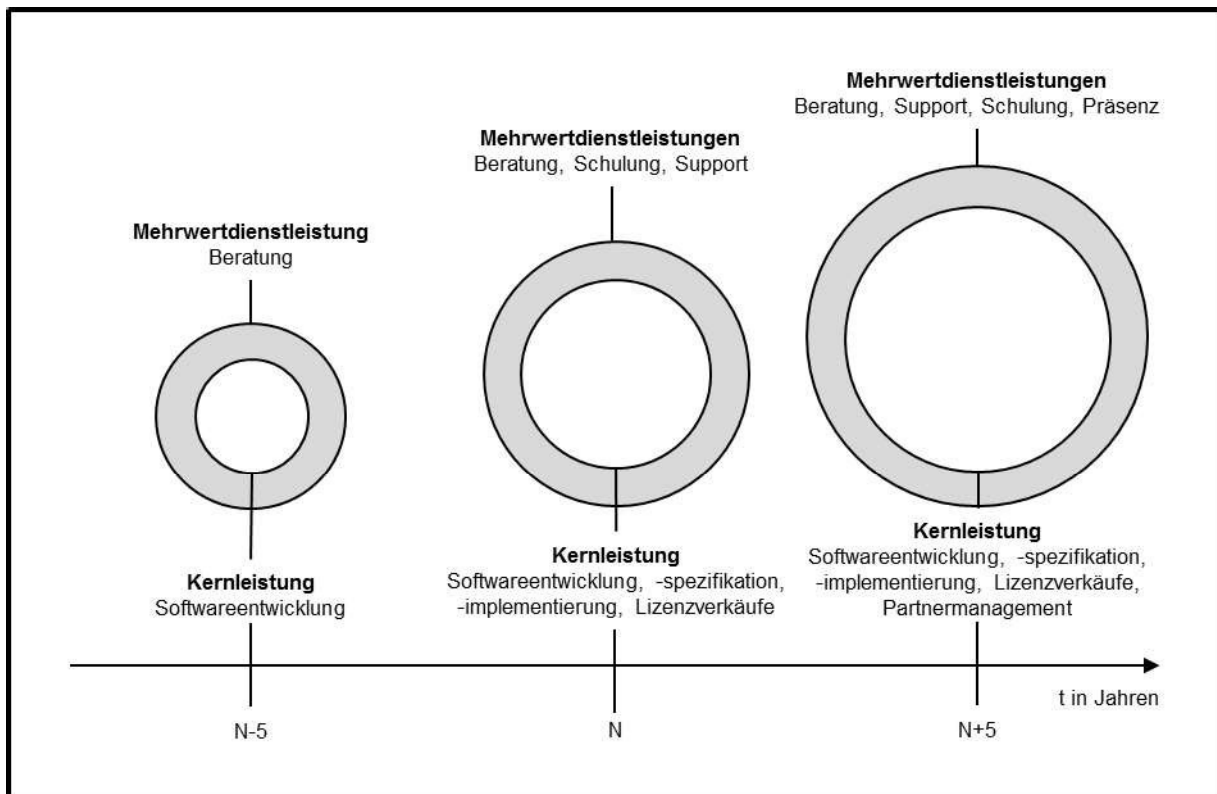 Mehrwertdienstleistung
Beratung
Kernleistung
Softwareentwicklung
N-5
Mehrwertdienstleistungen
Beratung, Schulung, Support
Kernleistung
Softwareentwicklung, -spezifikation,
-implementierung, Lizenzverkäufe
N
Mehrwertdienstleistungen
Beratung, Support, Schulung, Präsenz
Kernleistung
Softwareentwicklung, -spezifikation,
-implementierung, Lizenzverkäufe,
Partnermanagement
N+5
t in Jahren